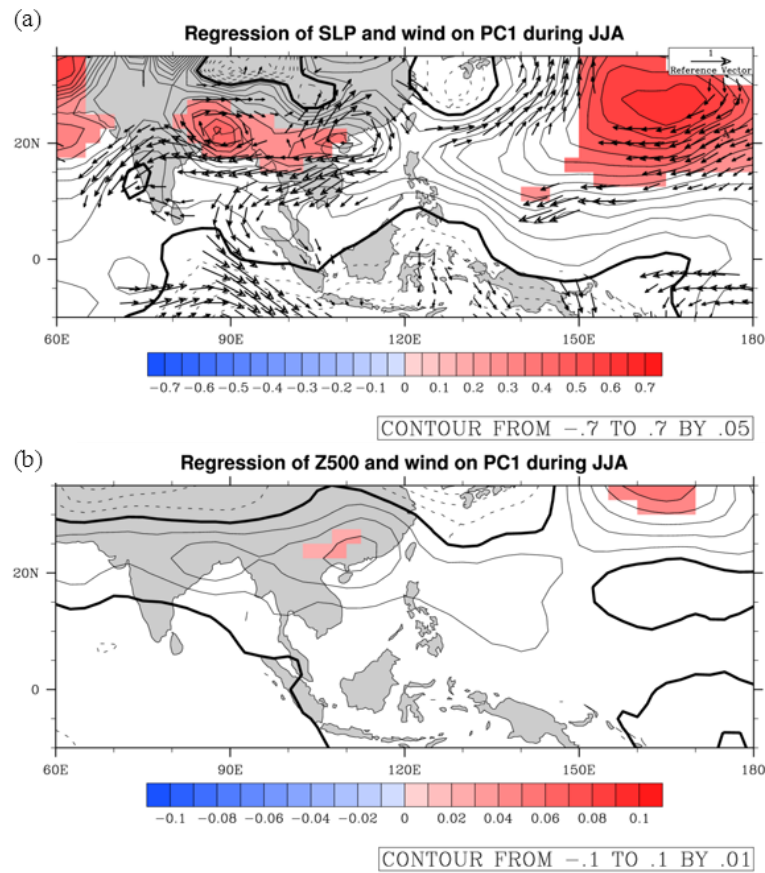 (a)
Regression of SLP and wind on PC1 during JJA
1
Reference Vector
20N
0
60E 90E 120E 150E 180
−0.7 −0.6 −0.5 −0.4 −0.3 −0.2 −0.1 0 0.1 0.2 0.3 0.4 0.5 0.6 0.7
CONTOUR FROM −.7 TO .7 BY .05
(b)
Regression of Z500 and wind on PC1 during JJA
20N
0
60E 90E 120E 150E 180
−0.1 −0.08 −0.06 −0.04 −0.02 0 0.02 0.04 0.06 0.08 0.1
CONTOUR FROM −.1 TO .1 BY .01